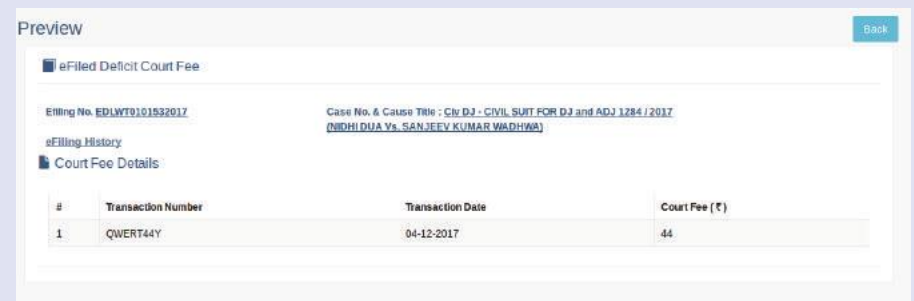 Preview
Back
eFiled Deficit Court Fee
Efiling No. EDLWT0101532017
Case No. & Cause Title : Civ DJ - CIVIL SUIT FOR DJ and ADJ 1284 / 2017
(NIDHI DUA Vs. SANJEEV KUMAR WADHWA)
eFiling History
Court Fee Details
# Transaction Number Transaction Date Court Fee ( ₹ )
1 QWERT44Y 04-12-2017 44